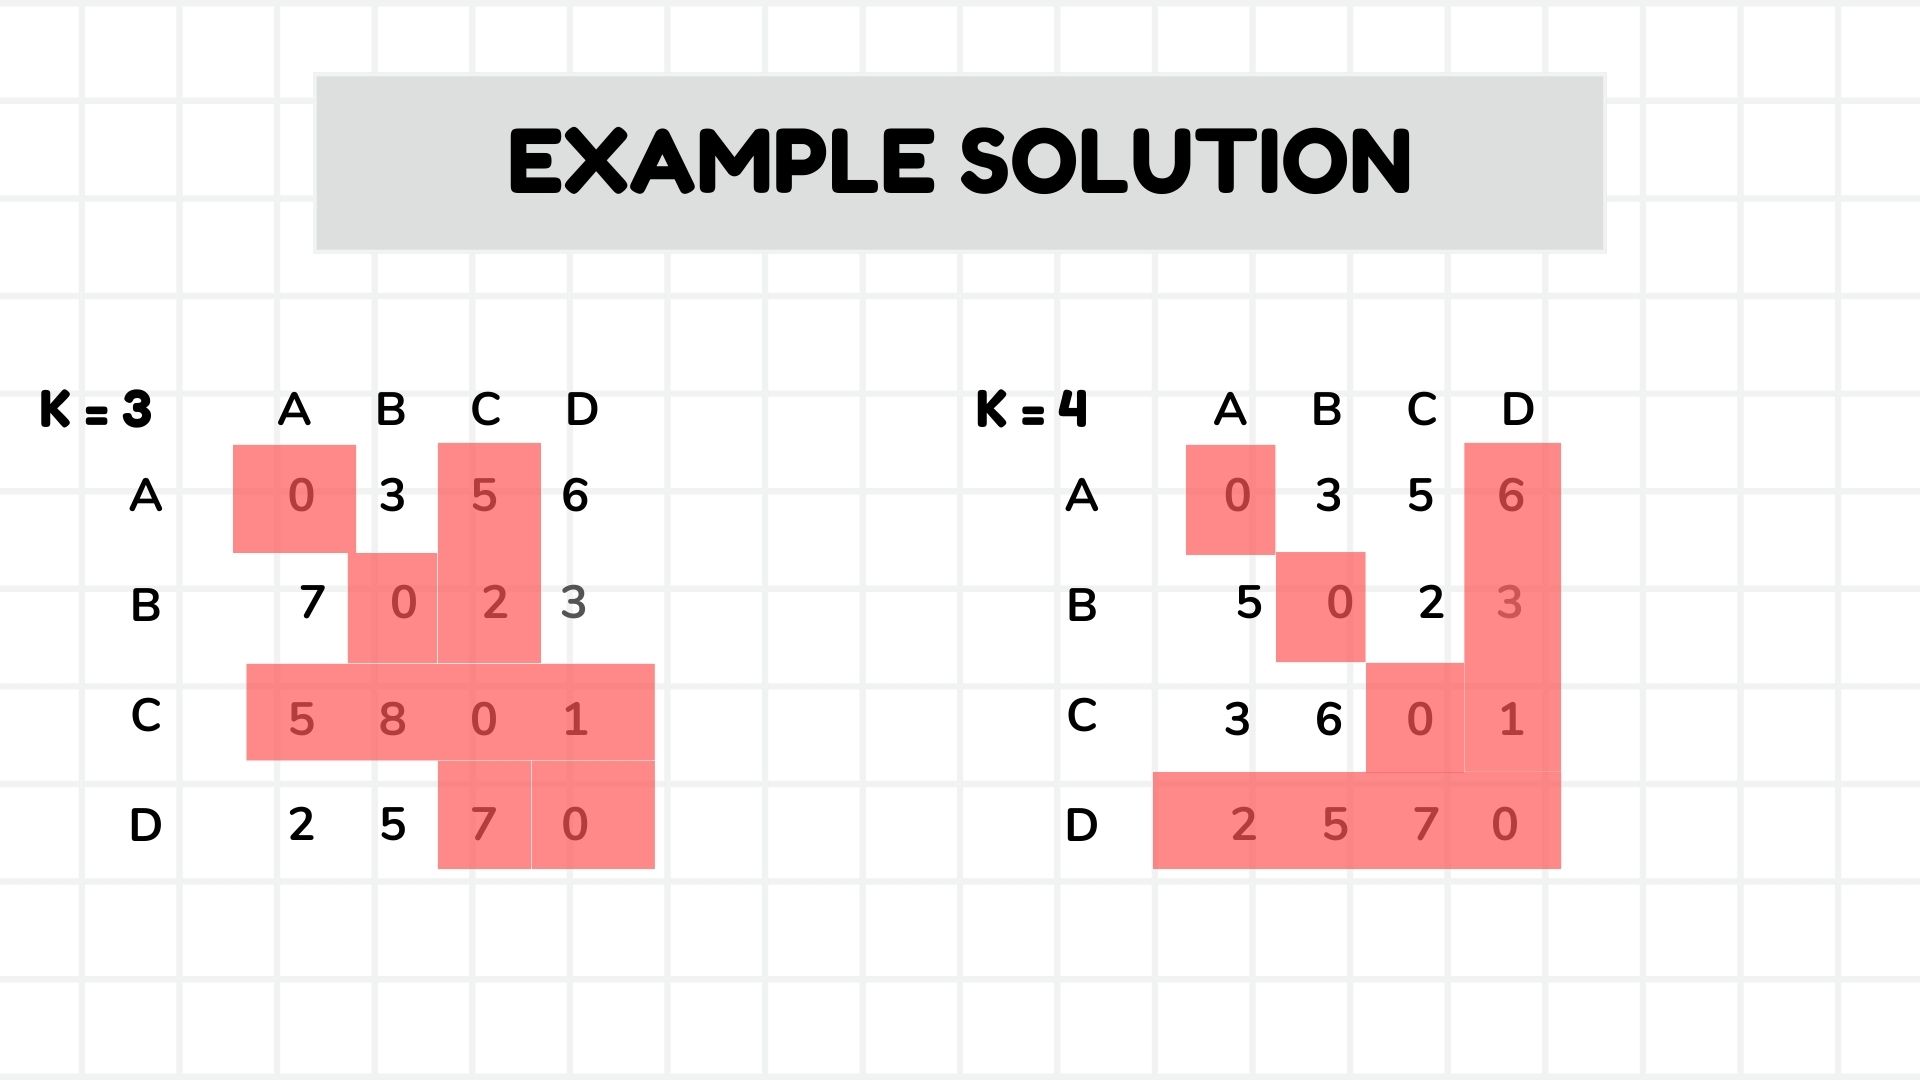 EXAMPLE SOLUTION
K = 3 A B C D
A 0 3 5 6
B 7 0 2 3
C 5 8 0 1
D 2 5 7 0
K = 4 A B C D
A 0 3 5 6
B 5 0 2 3
C 3 6 0 1
D 2 5 7 0